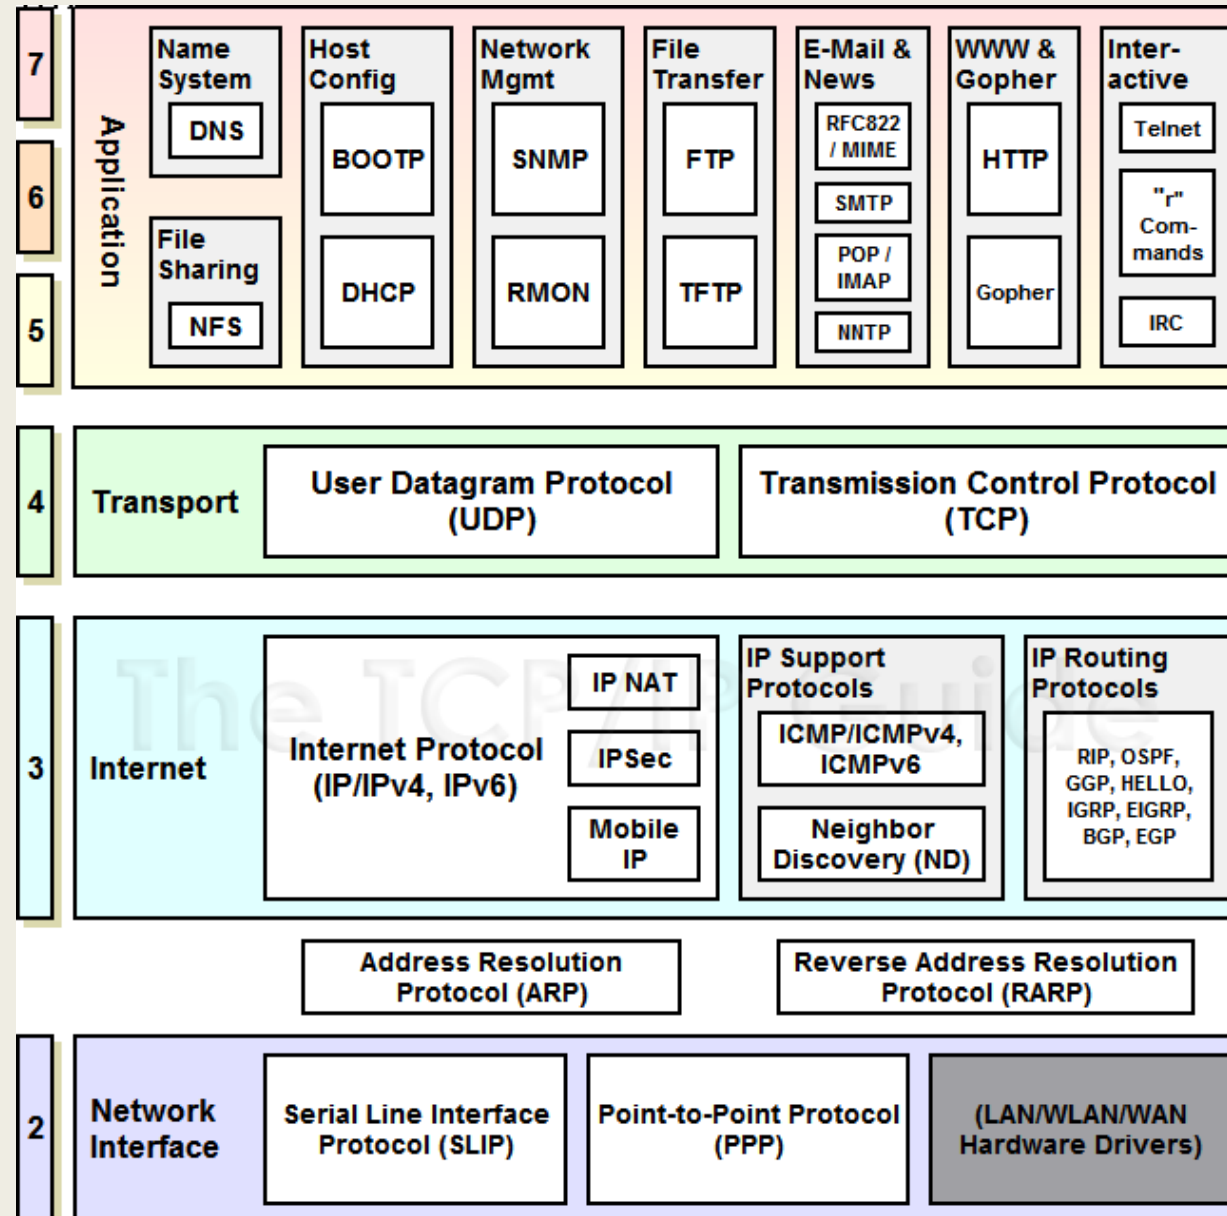 7
6
5
Application
Name
System
DNS
File
Sharing
NFS
Host
Config
BOOTP
DHCP
Network
Mgmt
SNMP
RMON
File
Transfer
FTP
TFTP
E-Mail &
News
RFC822
/ MIME
SMTP
POP /
IMAP
NNTP
WWW &
Gopher
HTTP
Gopher
Inter-
active
Telnet
"r"
Com-
mands
IRC
4
Transport
User Datagram Protocol
(UDP)
Transmission Control Protocol
(TCP)
The TCP/IP Guide
3
Internet
Internet Protocol
(IP/IPv4, IPv6)
IP NAT
IPSec
Mobile
IP
IP Support
Protocols
ICMP/ICMPv4,
ICMPv6
Neighbor
Discovery (ND)
IP Routing
Protocols
RIP, OSPF,
GGP, HELLO,
IGRP, EIGRP,
BGP, EGP
Address Resolution
Protocol (ARP)
Reverse Address Resolution
Protocol (RARP)
2
Network
Interface
Serial Line Interface
Protocol (SLIP)
Point-to-Point Protocol
(PPP)
(LAN/WLAN/WAN
Hardware Drivers)